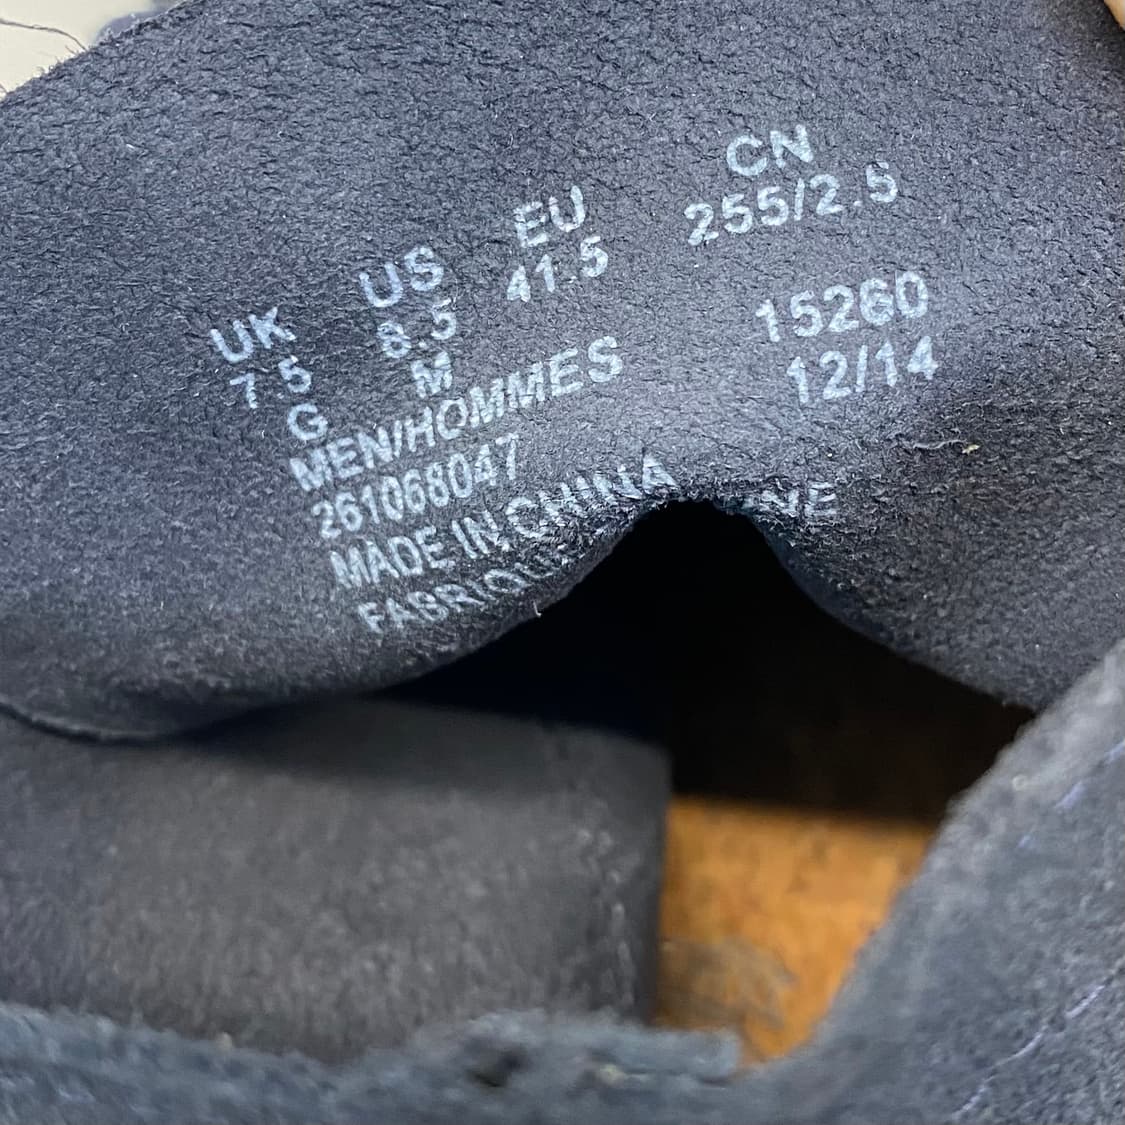 UK US EU CN
7.5 8.5 41.5 255/2.5
G M 15260
MEN/HOMMES 12/14
261068047
MADE IN CHINA